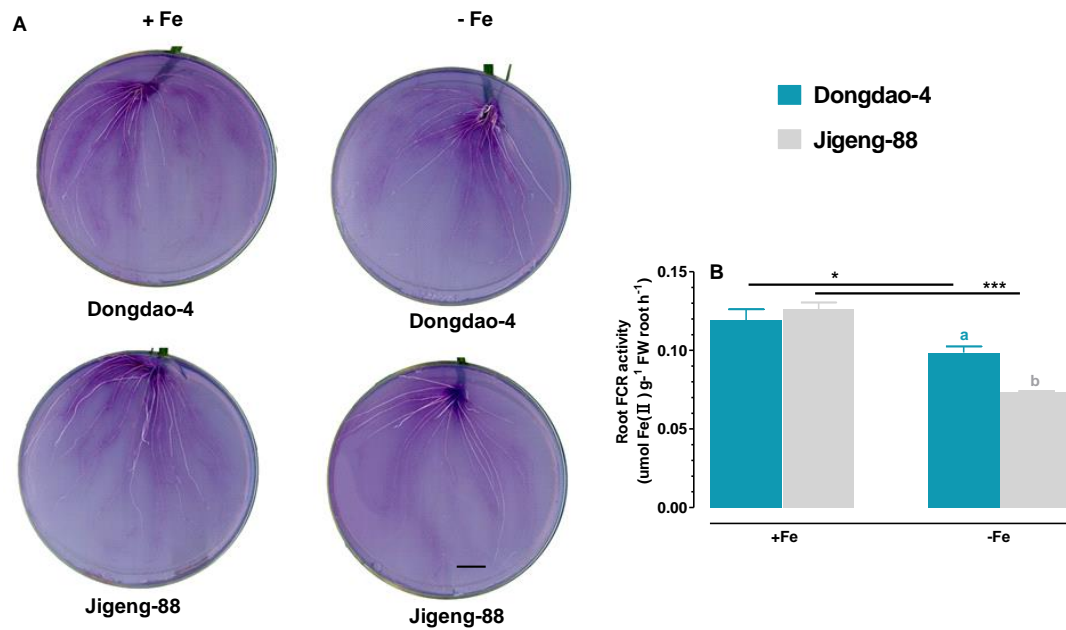 A
+ Fe
- Fe
Dongdao-4
Jigeng-88
Dongdao-4
Dongdao-4
Jigeng-88
Jigeng-88
B
Root FCR activity
(umol Fe(Ⅱ) g-¹ FW root h⁻¹)
0.15
0.10
0.05
0.00
*
***
a
b
+Fe
-Fe